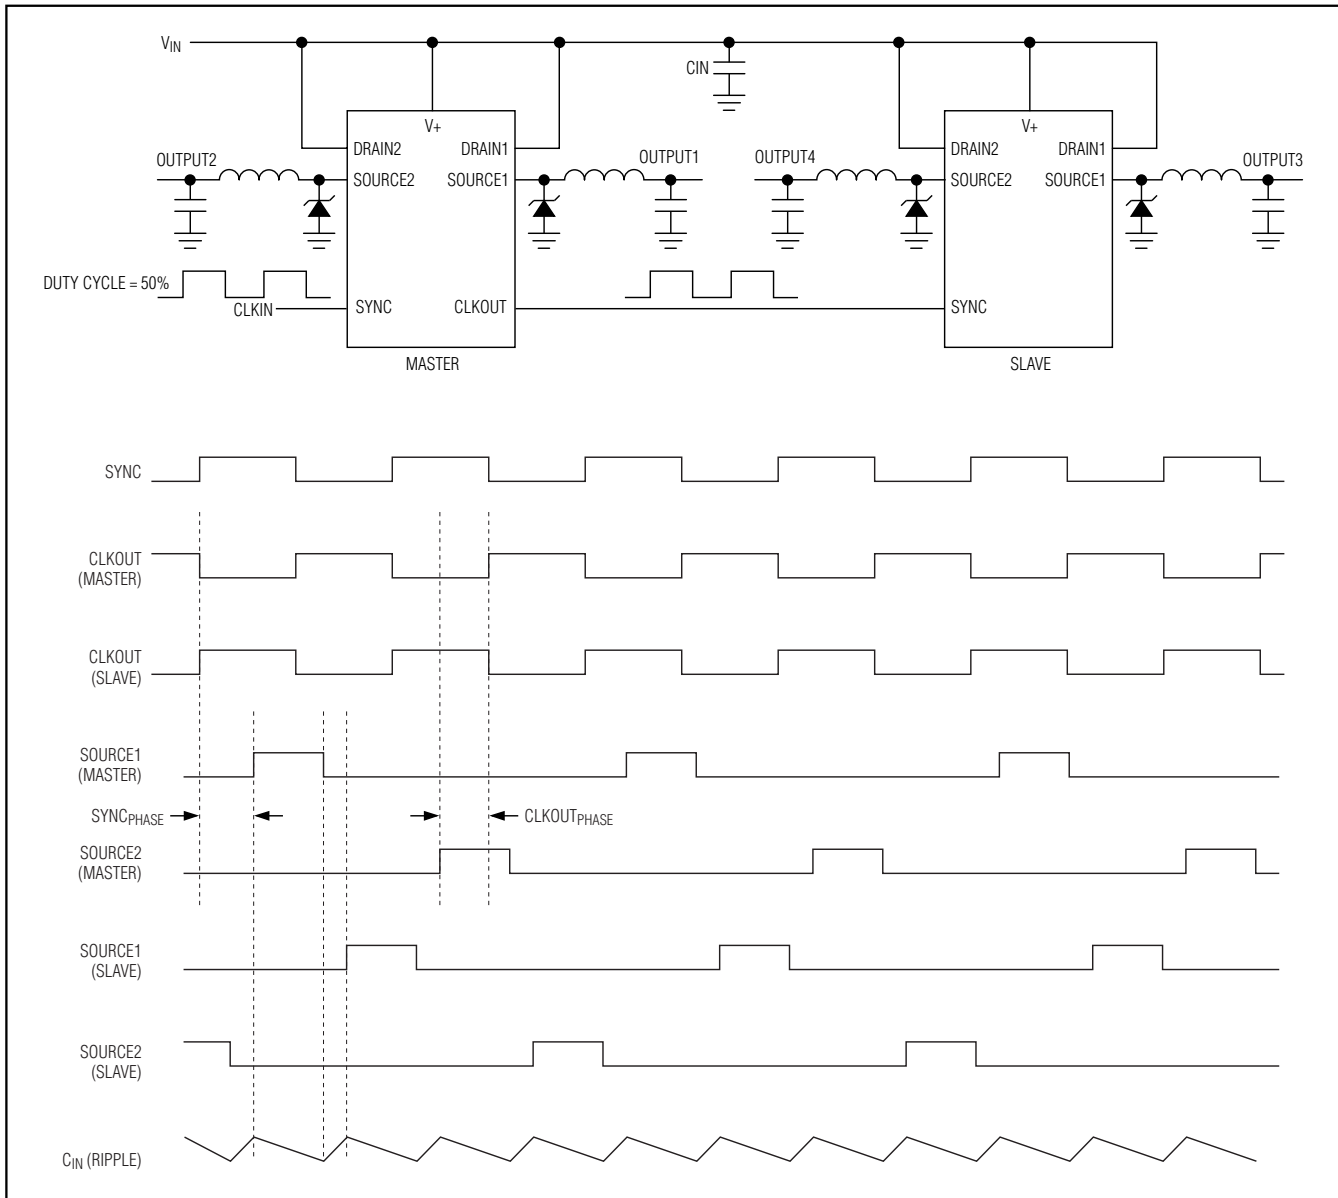 VIN
CIN
V+
V+
DRAIN2 DRAIN1
DRAIN2 DRAIN1
OUTPUT2 OUTPUT1 OUTPUT4 OUTPUT3
SOURCE2 SOURCE1
SOURCE2 SOURCE1
DUTY CYCLE = 50%
CLKIN SYNC CLKOUT
SYNC
MASTER
SLAVE
SYNC
CLKOUT
(MASTER)
CLKOUT
(SLAVE)
SOURCE1
(MASTER)
SYNCPHASE CLKOUTPHASE
SOURCE2
(MASTER)
SOURCE1
(SLAVE)
SOURCE2
(SLAVE)
CIN (RIPPLE)